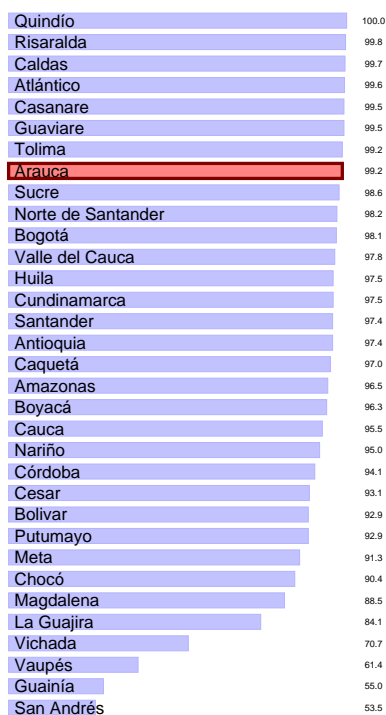 Quindío 100.0
Risaralda 99.8
Caldas 99.7
Atlántico 99.6
Casanare 99.5
Guaviare 99.5
Tolima 99.2
Arauca 99.2
Sucre 98.6
Norte de Santander 98.2
Bogotá 98.1
Valle del Cauca 97.8
Huila 97.5
Cundinamarca 97.5
Santander 97.4
Antioquia 97.4
Caquetá 97.0
Amazonas 96.5
Boyacá 96.3
Cauca 95.5
Nariño 95.0
Córdoba 94.1
Cesar 93.1
Bolivar 92.9
Putumayo 92.9
Meta 91.3
Chocó 90.4
Magdalena 88.5
La Guajira 84.1
Vichada 70.7
Vaupés 61.4
Guainía 55.0
San Andrés 53.5